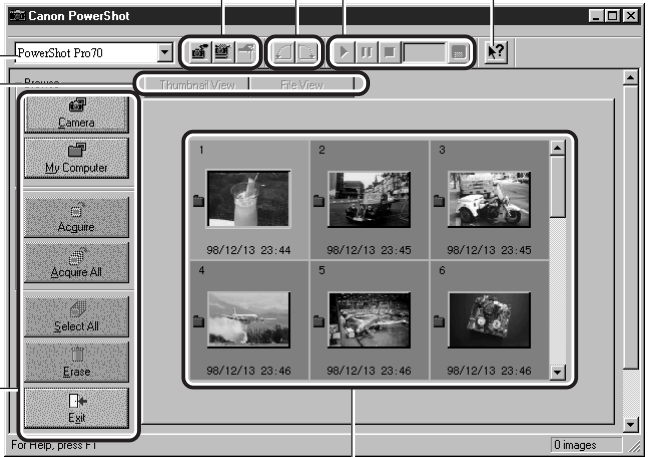 Canon PowerShot
PowerShot Pro70
?
Browse
Thumbnail View
File View
Camera
My Computer
Acquire
Acquire All
Select All
Erase
Exit
1
2
3
98/12/13 23:44
98/12/13 23:45
98/12/13 23:45
4
5
6
98/12/13 23:46
98/12/13 23:46
98/12/13 23:46
For Help, press F1
0 images